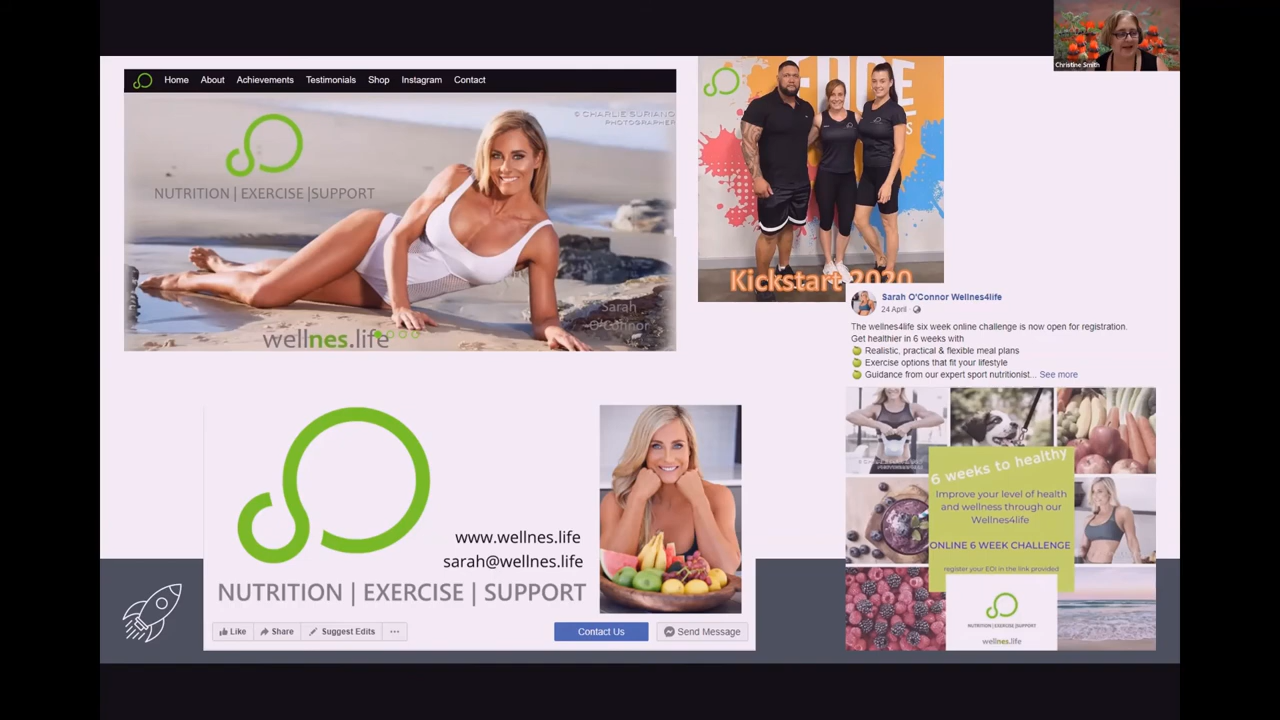 Christine Smith
Home About Achievements Testimonials Shop Instagram Contact
© CHARLIE SURIANO
PHOTOGRAPHER
NUTRITION | EXERCISE |SUPPORT
Sarah
O'Connor
wellnes.life
Kickstart 2020
Sarah O'Connor Wellnes4life
24 April
The wellnes4life six week online challenge is now open for registration.
Get healthier in 6 weeks with
Realistic, practical & flexible meal plans
Exercise options that fit your lifestyle
Guidance from our expert sport nutritionist... See more
6 weeks to healthy
Improve your level of health
and wellness through our
Wellnes4life
ONLINE 6 WEEK CHALLENGE
register your EOI in the link provided
NUTRITION | EXERCISE |SUPPORT
wellnes.life
www.wellnes.life
sarah@wellnes.life
NUTRITION | EXERCISE | SUPPORT
Like Share Suggest Edits ... Contact Us Send Message